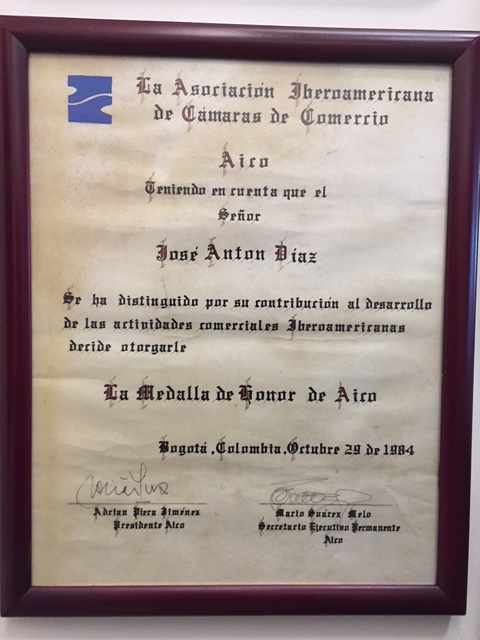 La Asociación Iberoamericana
de Cámaras de Comercio
Aico
Teniendo en cuenta que el
Señor
José Anton Díaz
Se ha distinguido por su contribución al desarrollo
de las actividades comerciales Iberoamericanas
decide otorgarle
La Medalla de Honor de Aico
Bogotá, Colombia, Octubre 29 de 1984
Adrian Piera Jiménez
Presidente Aico
Mario Suárez Melo
Secretario Ejecutivo Permanente
Aico